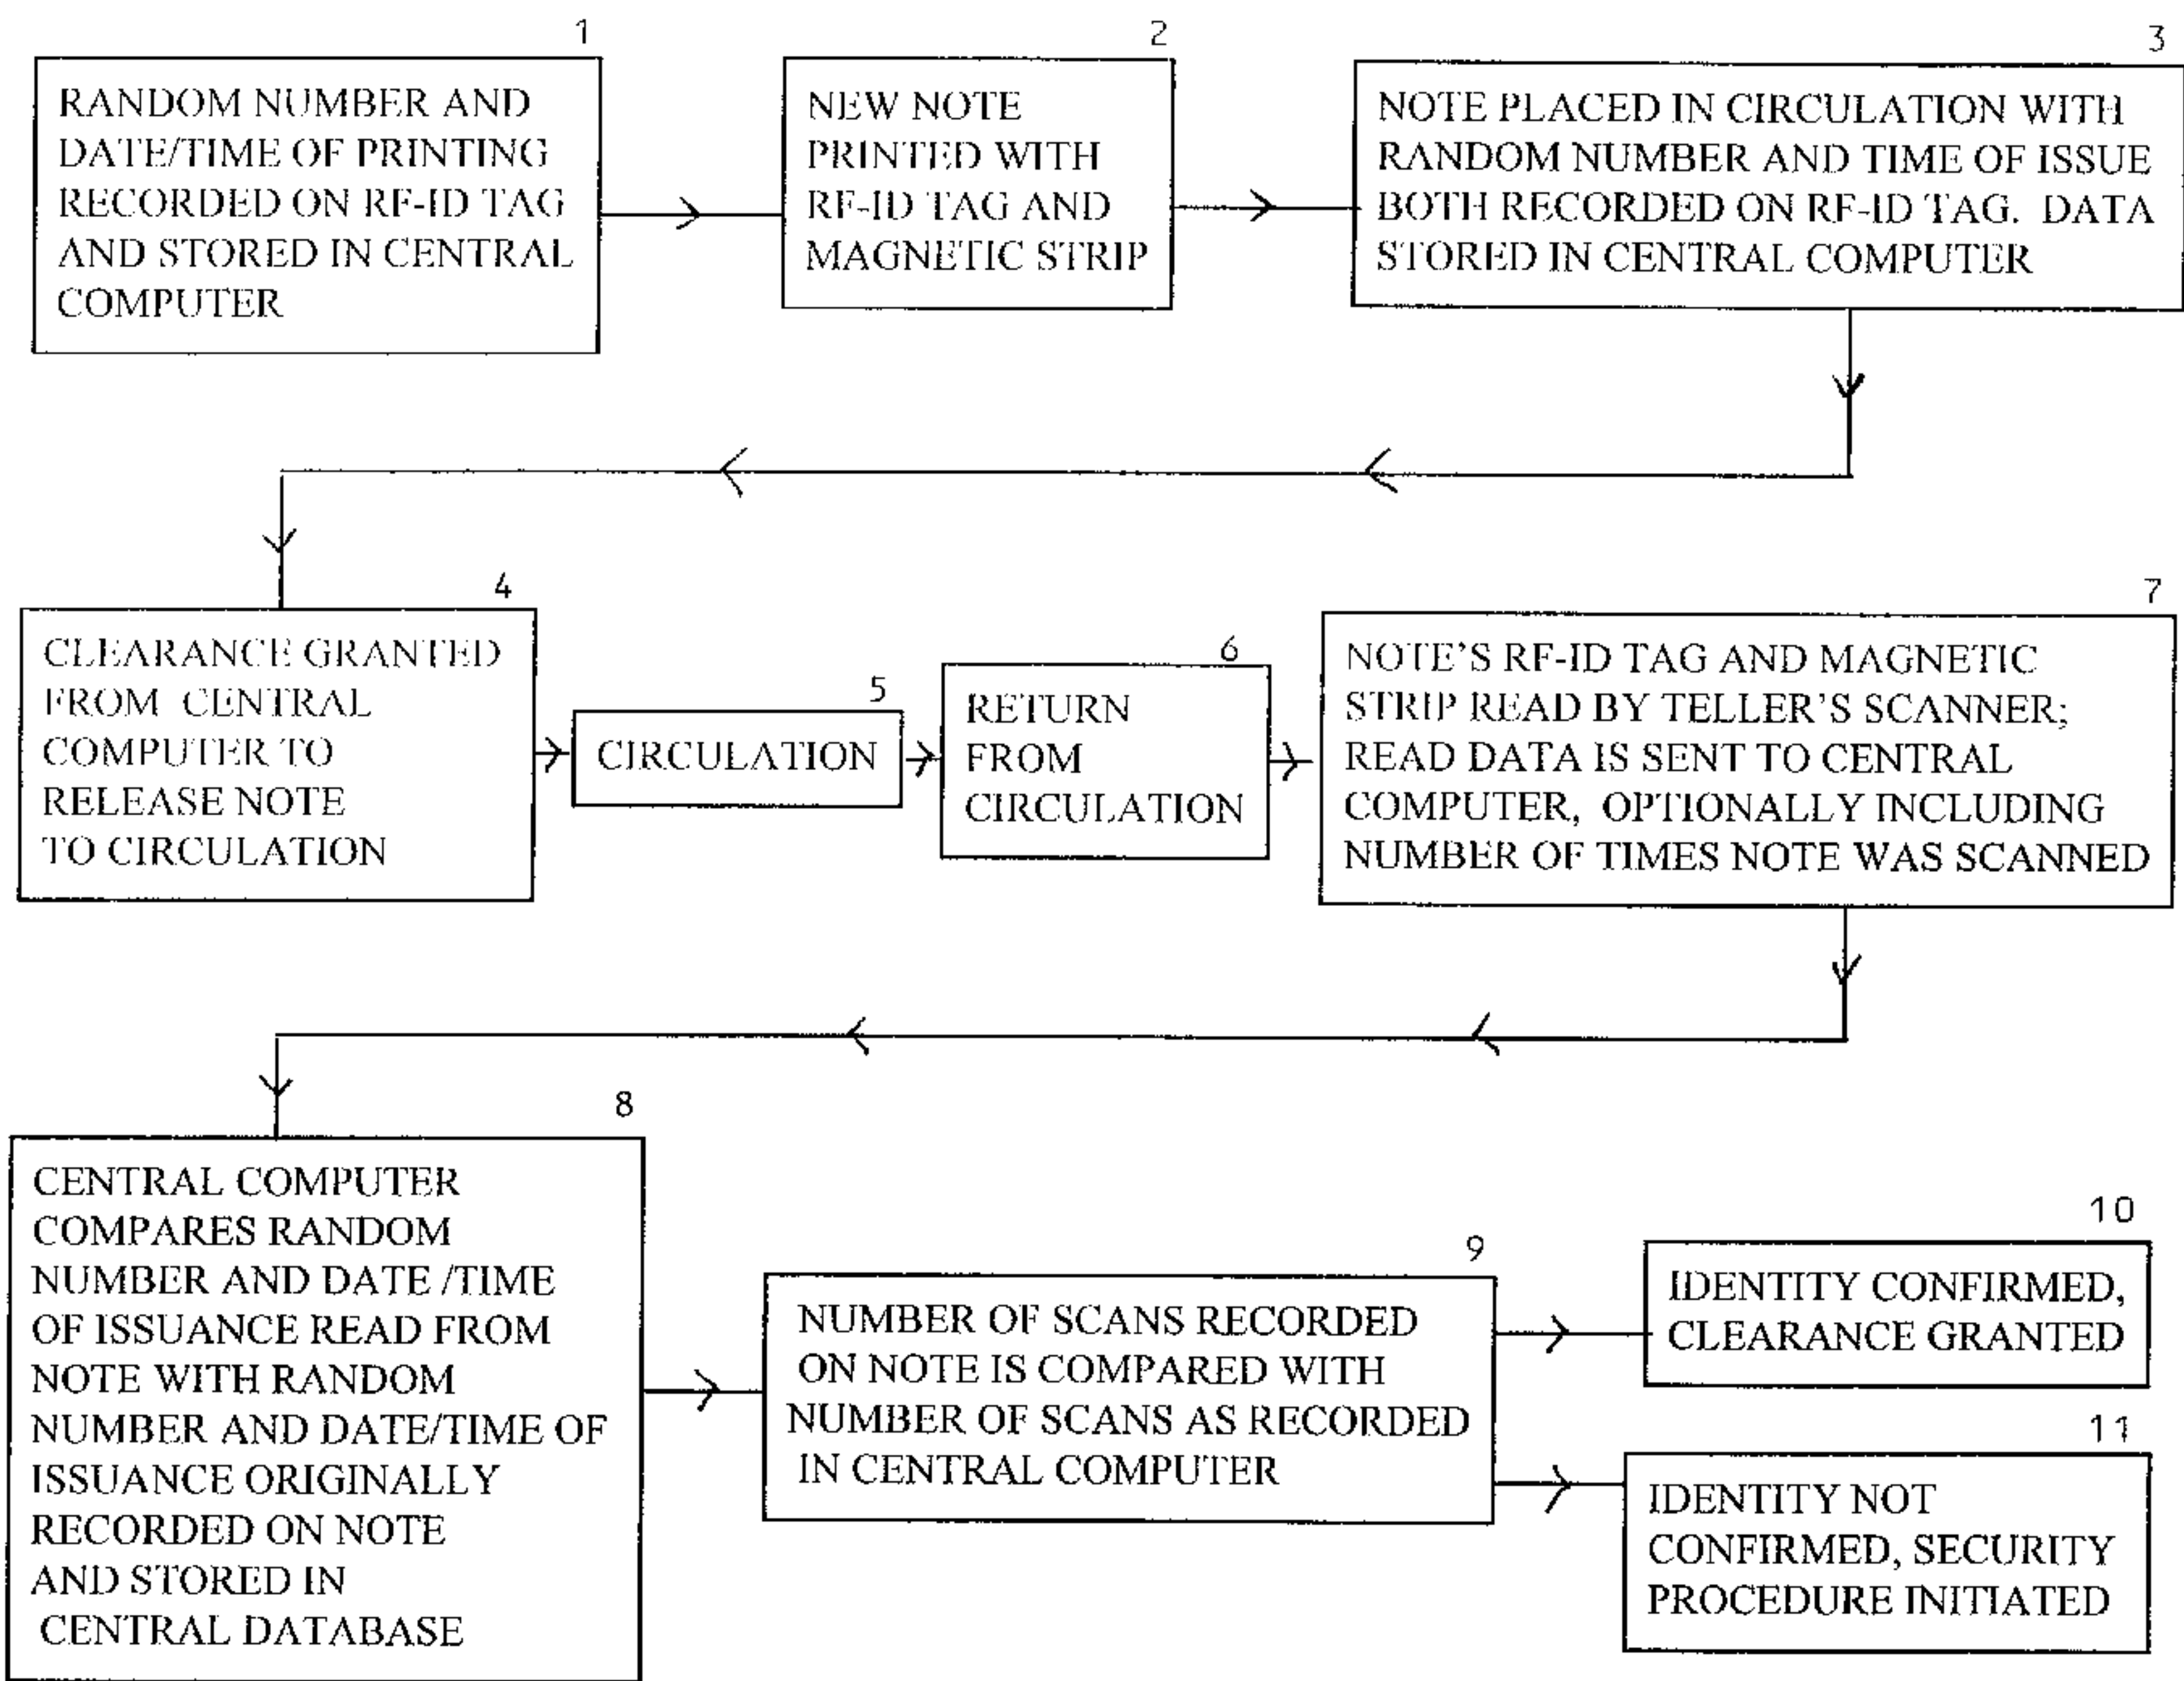 1
RANDOM NUMBER AND
DATE/TIME OF PRINTING
RECORDED ON RF-ID TAG
AND STORED IN CENTRAL
COMPUTER
2
NEW NOTE
PRINTED WITH
RF-ID TAG AND
MAGNETIC STRIP
3
NOTE PLACED IN CIRCULATION WITH
RANDOM NUMBER AND TIME OF ISSUE
BOTH RECORDED ON RF-ID TAG. DATA
STORED IN CENTRAL COMPUTER
4
CLEARANCE GRANTED
FROM CENTRAL
COMPUTER TO
RELEASE NOTE
TO CIRCULATION
5
CIRCULATION
6
RETURN
FROM
CIRCULATION
7
NOTE'S RF-ID TAG AND MAGNETIC
STRIP READ BY TELLER'S SCANNER;
READ DATA IS SENT TO CENTRAL
COMPUTER, OPTIONALLY INCLUDING
NUMBER OF TIMES NOTE WAS SCANNED
8
CENTRAL COMPUTER
COMPARES RANDOM
NUMBER AND DATE /TIME
OF ISSUANCE READ FROM
NOTE WITH RANDOM
NUMBER AND DATE/TIME OF
ISSUANCE ORIGINALLY
RECORDED ON NOTE
AND STORED IN
CENTRAL DATABASE
9
NUMBER OF SCANS RECORDED
ON NOTE IS COMPARED WITH
NUMBER OF SCANS AS RECORDED
IN CENTRAL COMPUTER
10
IDENTITY CONFIRMED,
CLEARANCE GRANTED
11
IDENTITY NOT
CONFIRMED, SECURITY
PROCEDURE INITIATED